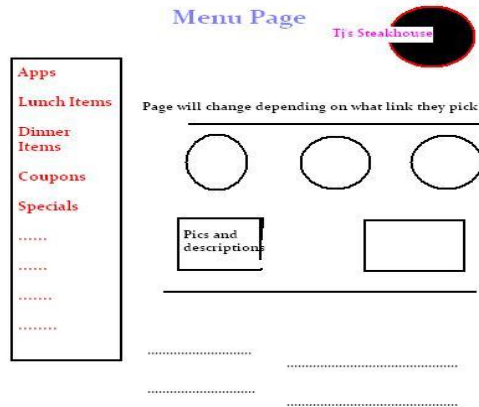 Menu Page
Tj's Steakhouse
Apps
Lunch Items
Dinner
Items
Coupons
Specials
......
.....
.......
........
Page will change depending on what link they pick
Pics and
descriptions